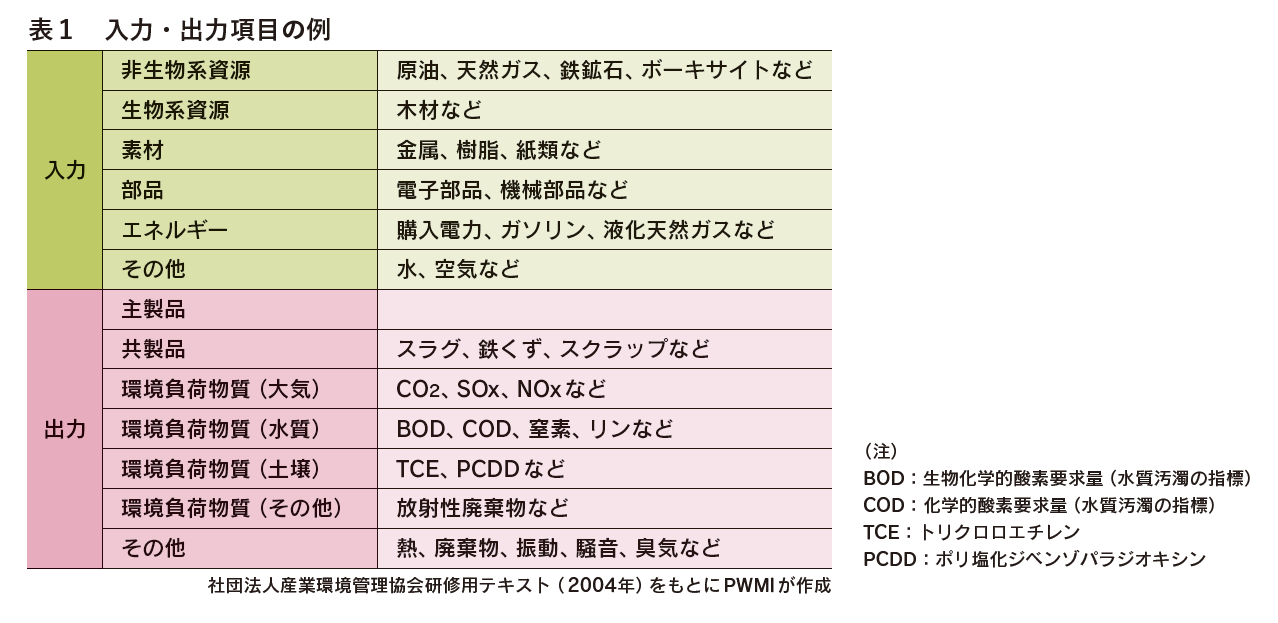 表1　入力・出力項目の例
入力
非生物系資源　原油、天然ガス、鉄鉱石、ボーキサイトなど
生物系資源　木材など
素材　金属、樹脂、紙類など
部品　電子部品、機械部品など
エネルギー　購入電力、ガソリン、液化天然ガスなど
その他　水、空気など
出力
主製品
共製品　スラグ、鉄くず、スクラップなど
環境負荷物質（大気）　CO2、SOx、NOxなど
環境負荷物質（水質）　BOD、COD、窒素、リンなど
環境負荷物質（土壌）　TCE、PCDDなど
環境負荷物質（その他）　放射性廃棄物など
その他　熱、廃棄物、振動、騒音、臭気など
社団法人産業環境管理協会研修用テキスト（2004年）をもとにPWMIが作成
（注）
BOD：生物化学的酸素要求量（水質汚濁の指標）
COD：化学的酸素要求量（水質汚濁の指標）
TCE：トリクロロエチレン
PCDD：ポリ塩化ジベンゾパラジオキシン